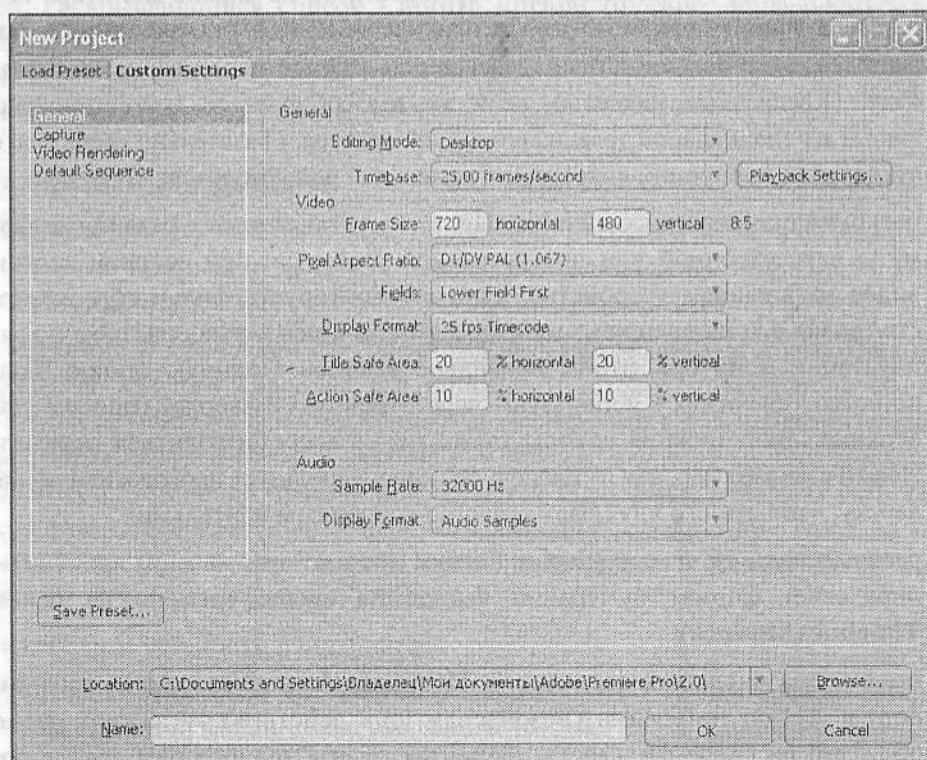 New Project
Load Preset Custom Settings
General
Capture
Video Rendering
Default Sequence
General
Editing Mode: Desktop
Timebase: 25,00 frames/second Playback Settings...
Video
Frame Size: 720 horizontal 480 vertical 8:5
Pixel Aspect Ratio: D1/DV PAL (1.067)
Fields: Lower Field First
Display Format: 25 fps Timecode
Title Safe Area: 20 % horizontal 20 % vertical
Action Safe Area: 10 % horizontal 10 % vertical
Audio
Sample Rate: 32000 Hz
Display Format: Audio Samples
Save Preset...
Location: C:\Documents and Settings\Владелец\Мои документы\Adobe\Premiere Pro\2.0\ Browse...
Name: OK Cancel